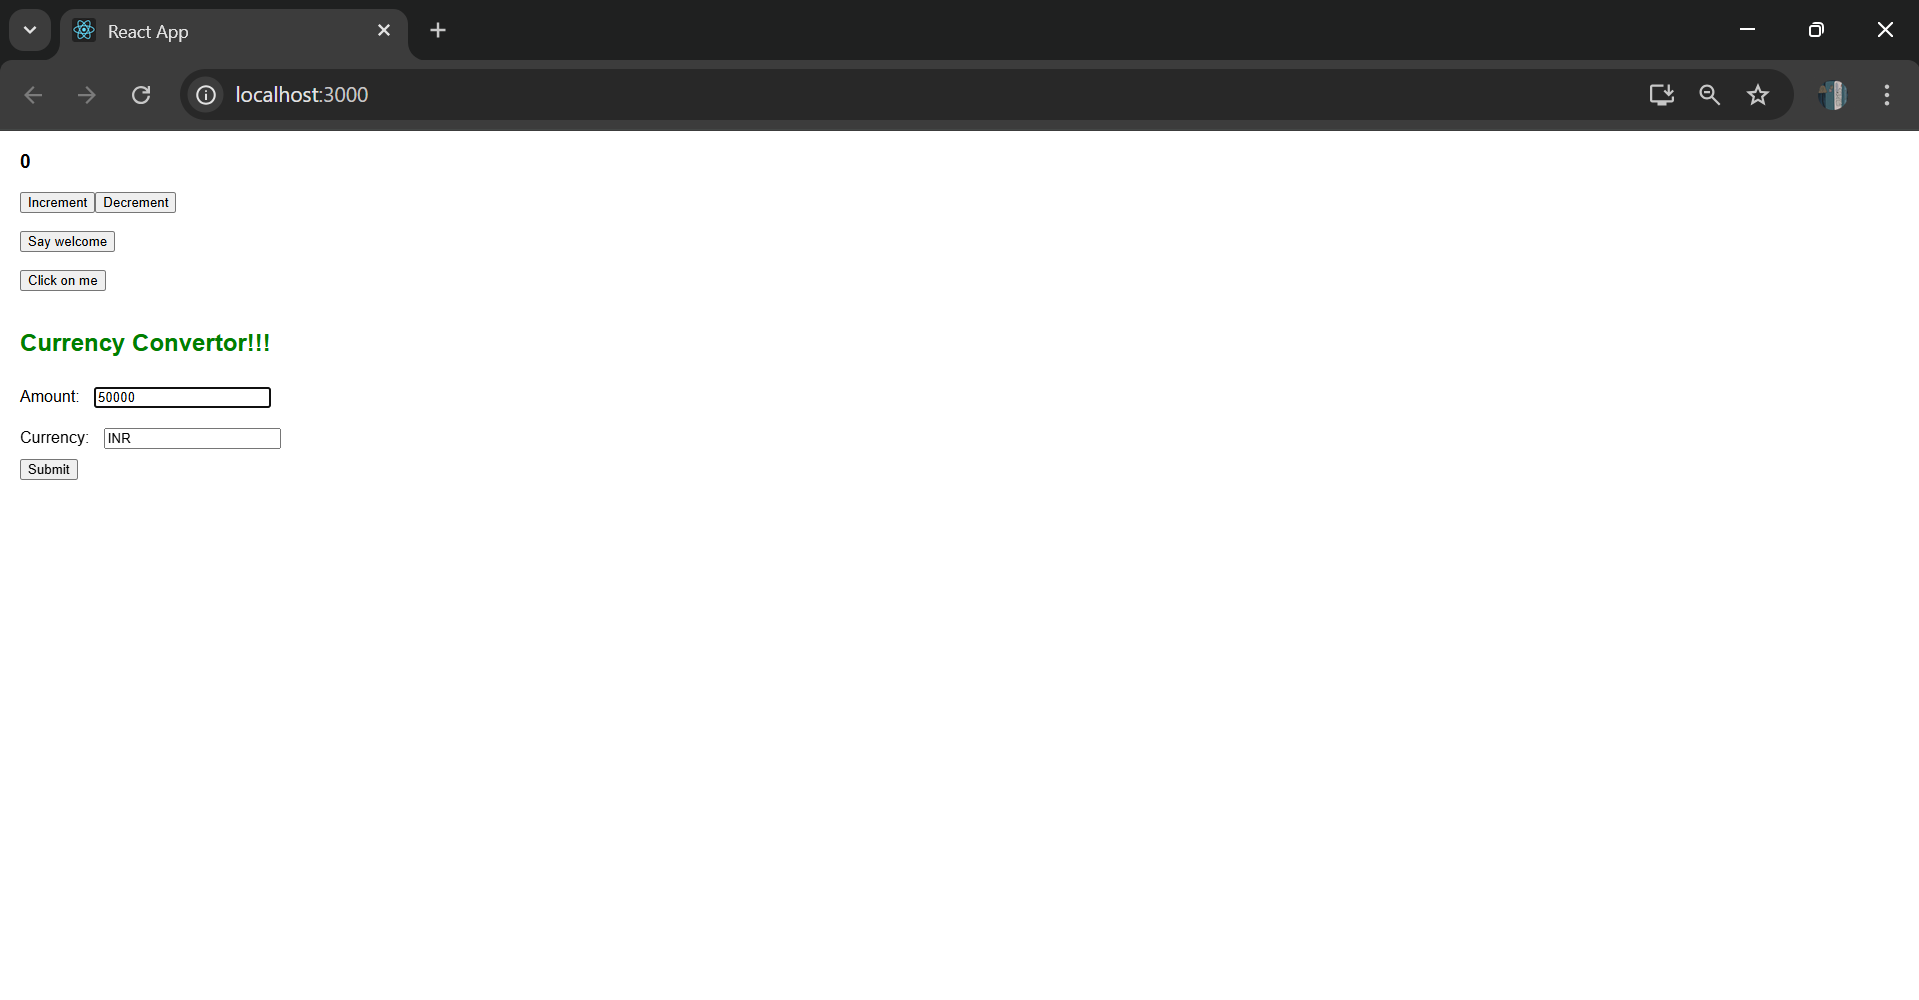 React App
localhost:3000
0
Increment Decrement
Say welcome
Click on me
Currency Convertor!!!
Amount: 50000
Currency: INR
Submit